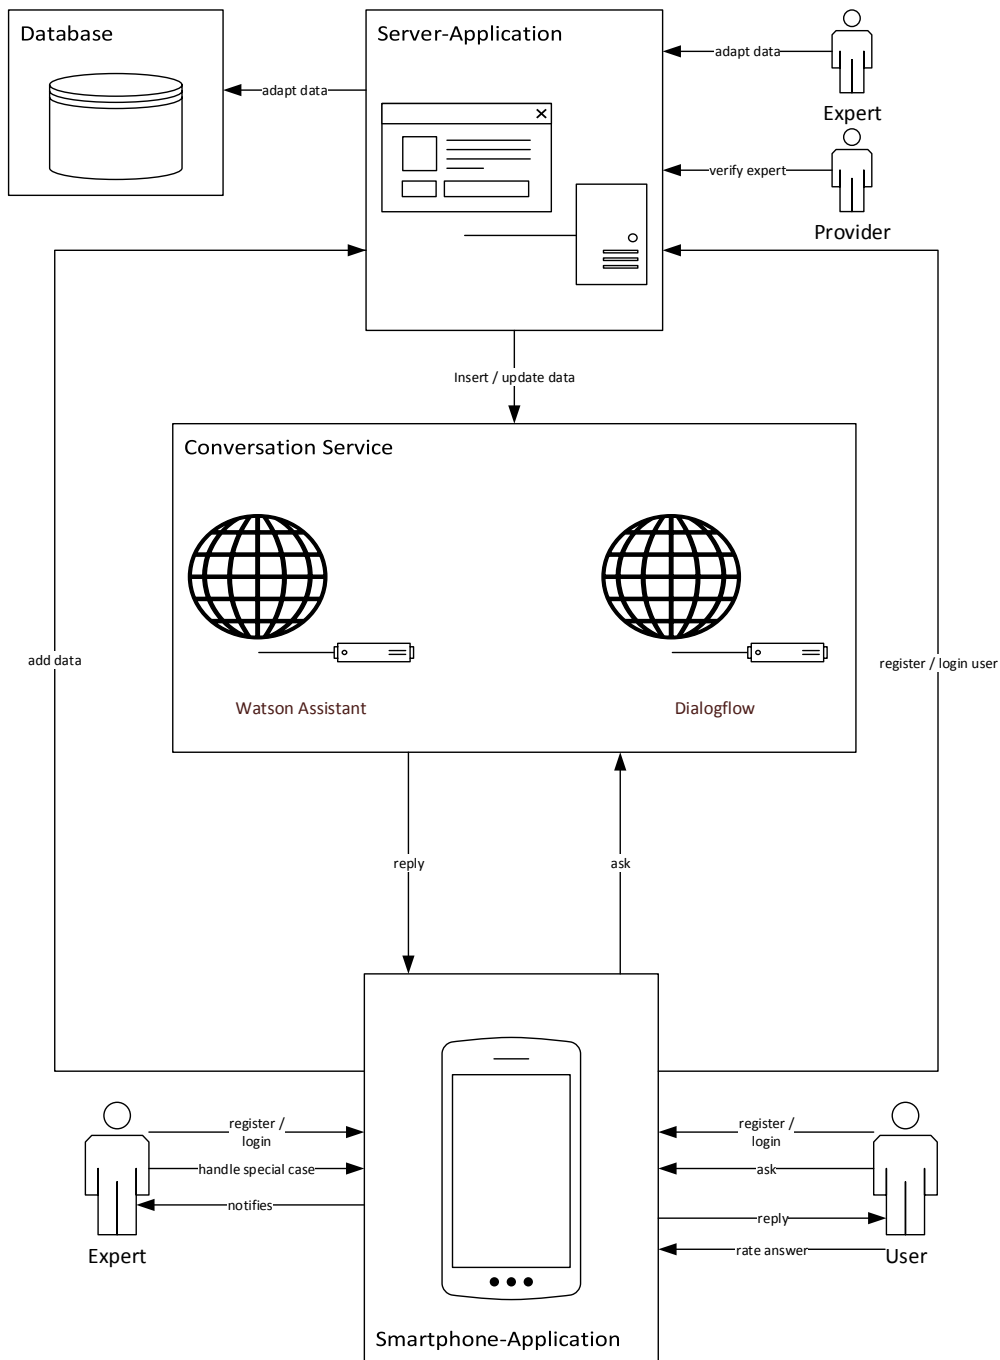 Database
Server-Application
adapt data
Expert
adapt data
verify expert
Provider
Insert / update data
Conversation Service
Watson Assistant
Dialogflow
add data
register / login user
reply
ask
register /
login
handle special case
notifies
Expert
register /
login
ask
reply
rate answer
User
Smartphone-Application